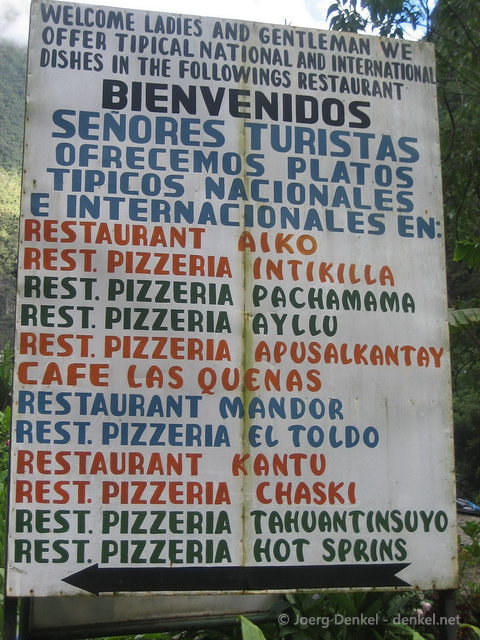 WELCOME LADIES AND GENTLEMAN WE
OFFER TIPICAL NATIONAL AND INTERNATIONAL
DISHES IN THE FOLLOWINGS RESTAURANT
BIENVENIDOS
SEÑORES TURISTAS
OFRECEMOS PLATOS
TIPICOS NACIONALES
E INTERNACIONALES EN:
RESTAURANT AIKO
REST. PIZZERIA INTIKILLA
REST. PIZZERIA PACHAMAMA
REST. PIZZERIA AYLLU
REST. PIZZERIA APUSALKANTAY
CAFE LAS QUENAS
RESTAURANT MANDOR
REST. PIZZERIA EL TOLDO
RESTAURANT KANTU
REST. PIZZERIA CHASKI
REST. PIZZERIA TAHUANTINSUYO
REST. PIZZERIA HOT SPRINS
© Joerg Denkel - denkel.net